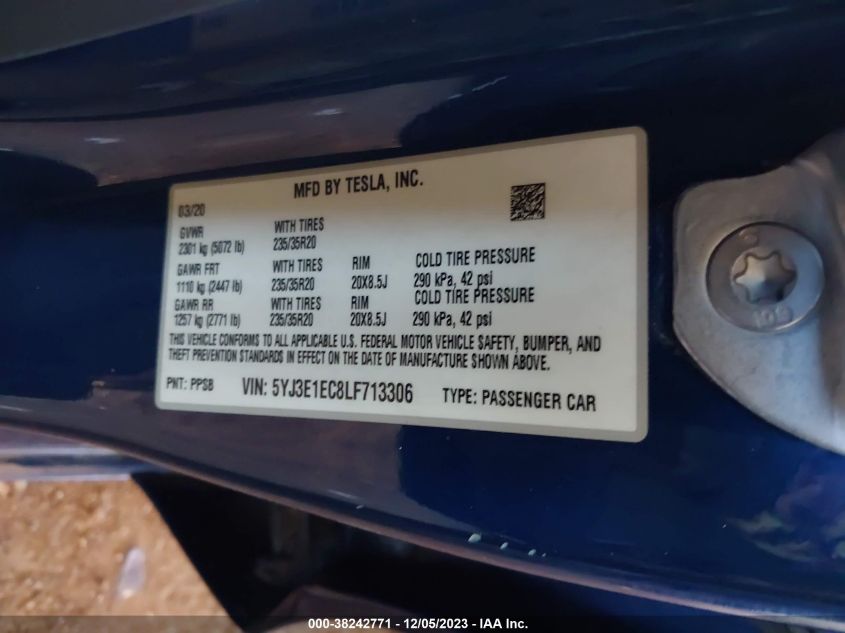 MFD BY TESLA, INC.
03/20
GVWR WITH TIRES
2301 kg (5072 lb) 235/35R20
GAWR FRT WITH TIRES RIM COLD TIRE PRESSURE
1110 kg (2447 lb) 235/35R20 20X8.5J 290 kPa, 42 psi
GAWR RR WITH TIRES RIM COLD TIRE PRESSURE
1257 kg (2771 lb) 235/35R20 20X8.5J 290 kPa, 42 psi
THIS VEHICLE CONFORMS TO ALL APPLICABLE U.S. FEDERAL MOTOR VEHICLE SAFETY, BUMPER, AND
THEFT PREVENTION STANDARDS IN EFFECT ON THE DATE OF MANUFACTURE SHOWN ABOVE.
PNT: PPSB VIN: 5YJ3E1EC8LF713306 TYPE: PASSENGER CAR
000-38242771 - 12/05/2023 - IAA Inc.